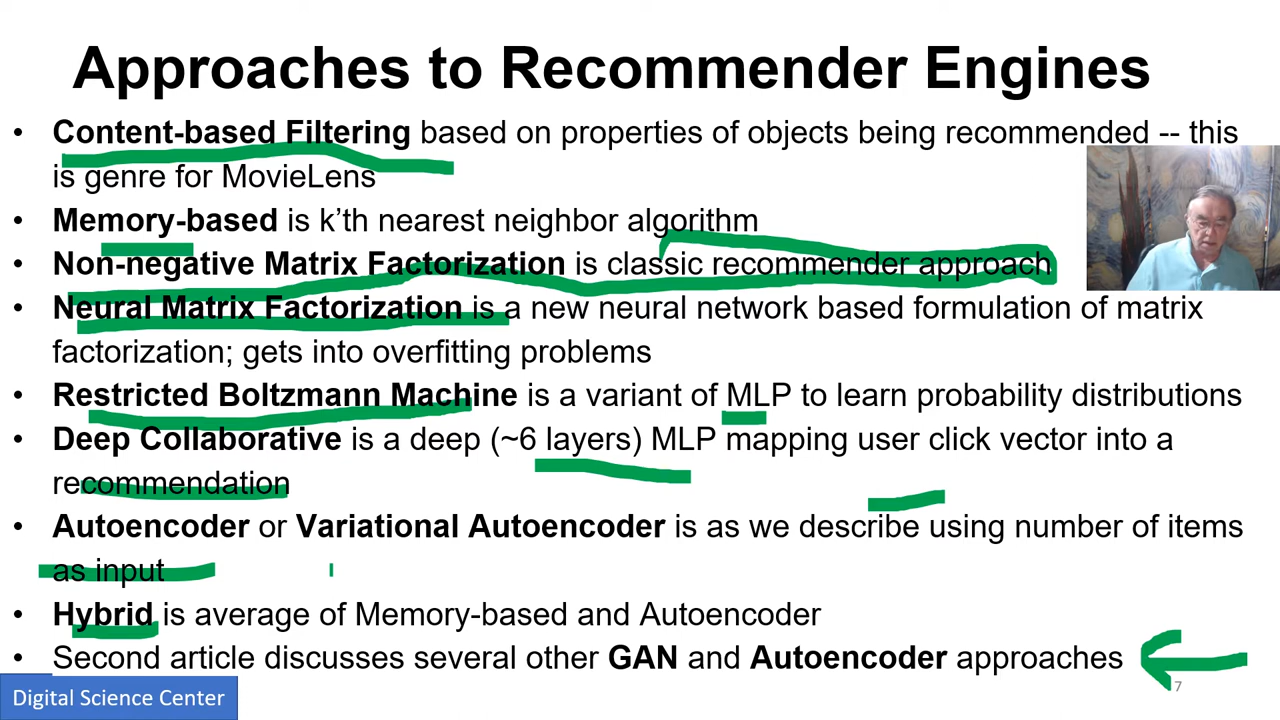 Approaches to Recommender Engines
• Content-based Filtering based on properties of objects being recommended -- this
is genre for MovieLens
• Memory-based is k’th nearest neighbor algorithm
• Non-negative Matrix Factorization is classic recommender approach
• Neural Matrix Factorization is a new neural network based formulation of matrix
factorization; gets into overfitting problems
• Restricted Boltzmann Machine is a variant of MLP to learn probability distributions
• Deep Collaborative is a deep (~6 layers) MLP mapping user click vector into a
recommendation
• Autoencoder or Variational Autoencoder is as we describe using number of items
as input
• Hybrid is average of Memory-based and Autoencoder
• Second article discusses several other GAN and Autoencoder approaches
Digital Science Center
7